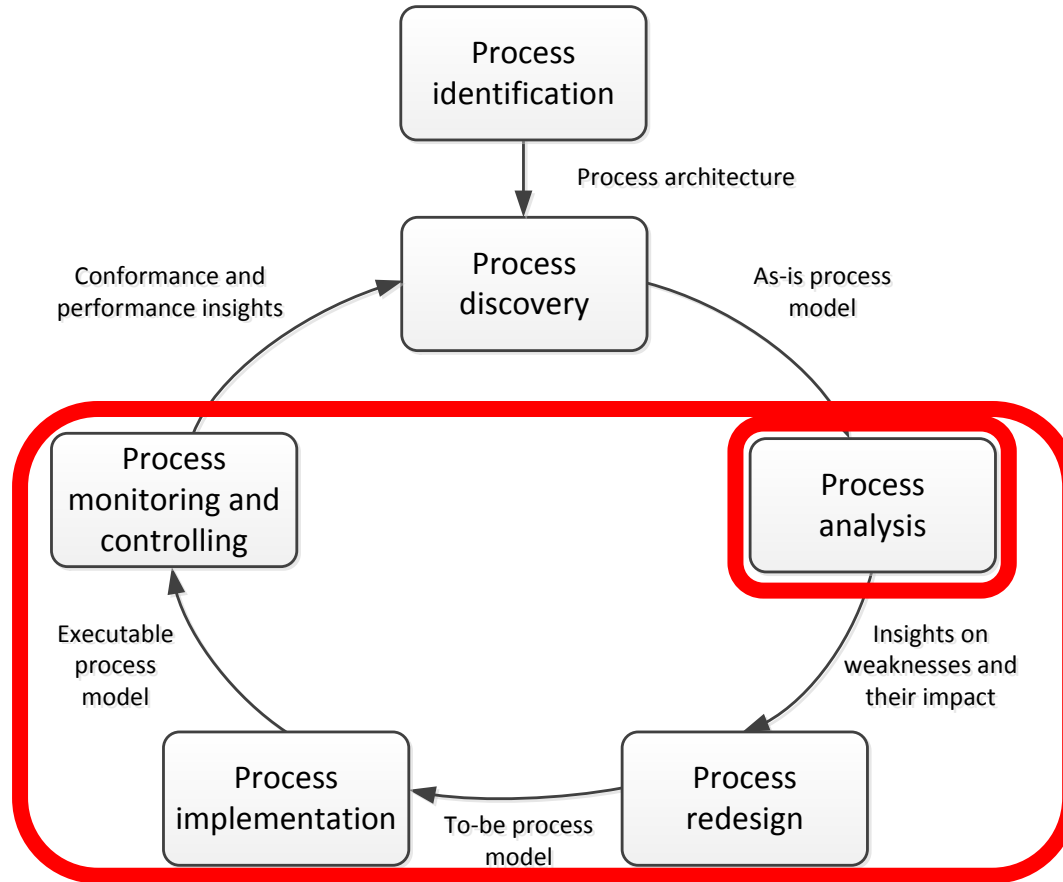 Process
identification
Process architecture
Process
discovery
Conformance and
performance insights
As-is process
model
Process
monitoring and
controlling
Process
analysis
Executable
process
model
Insights on
weaknesses and
their impact
Process
implementation
To-be process
model
Process
redesign